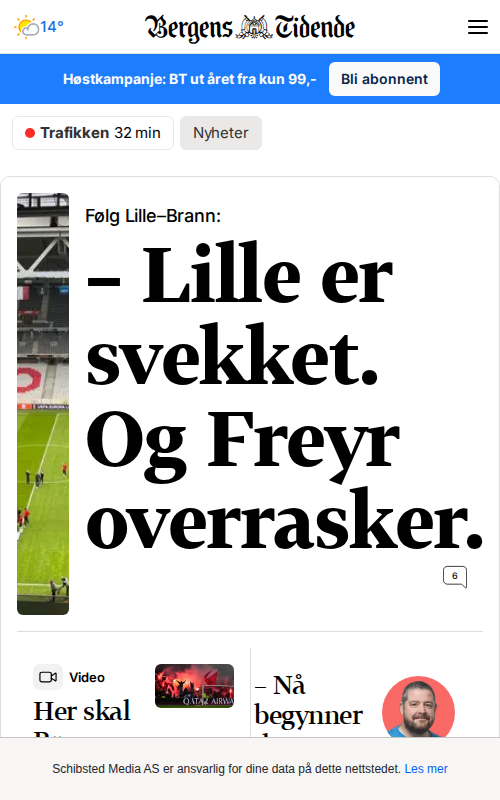 14°
Bergens Tidende
Høstkampanje: BT ut året fra kun 99,-
Bli abonnent
Trafikken 32 min
Nyheter
Følg Lille–Brann:
– Lille er
svekket.
Og Freyr
overrasker.
6
Video
Her skal
QATAR AIRWA
– Nå
begynner
Schibsted Media AS er ansvarlig for dine data på dette nettstedet. Les mer